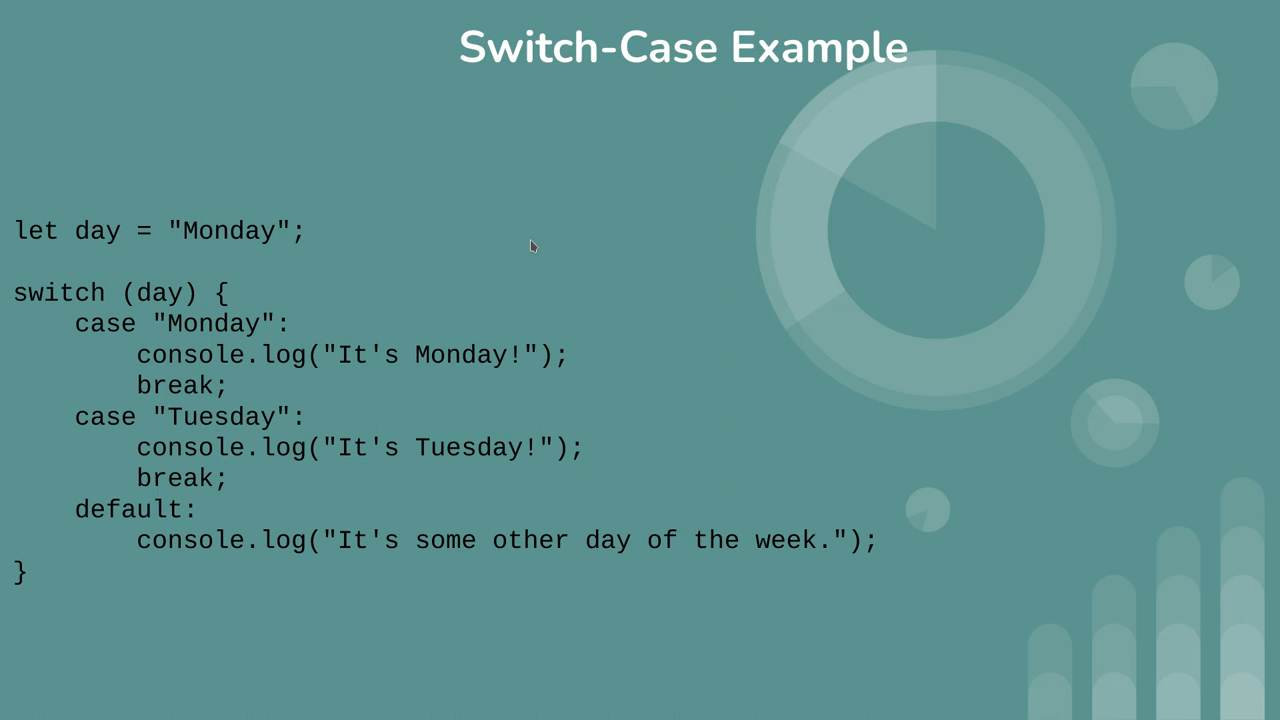 Switch-Case Example
let day = "Monday";
switch (day) {
    case "Monday":
        console.log("It's Monday!");
        break;
    case "Tuesday":
        console.log("It's Tuesday!");
        break;
    default:
        console.log("It's some other day of the week.");
}